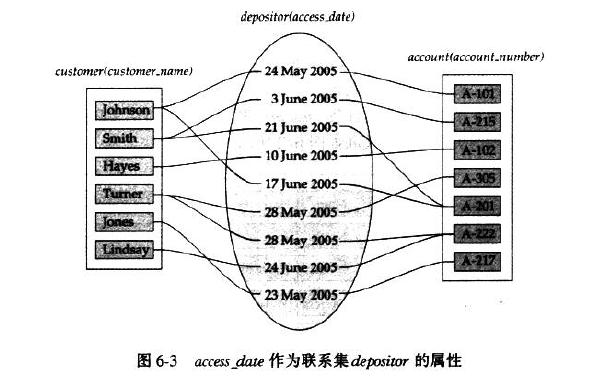 depositor(access_date)
customer(customer_name)
account(account_number)
Johnson
Smith
Hayes
Turner
Jones
Lindsay
24 May 2005
3 June 2005
21 June 2005
10 June 2005
17 June 2005
28 May 2005
28 May 2005
24 June 2005
23 May 2005
A-101
A-215
A-102
A-305
A-201
A-222
A-217
图 6-3 access_date 作为联系集 depositor 的属性